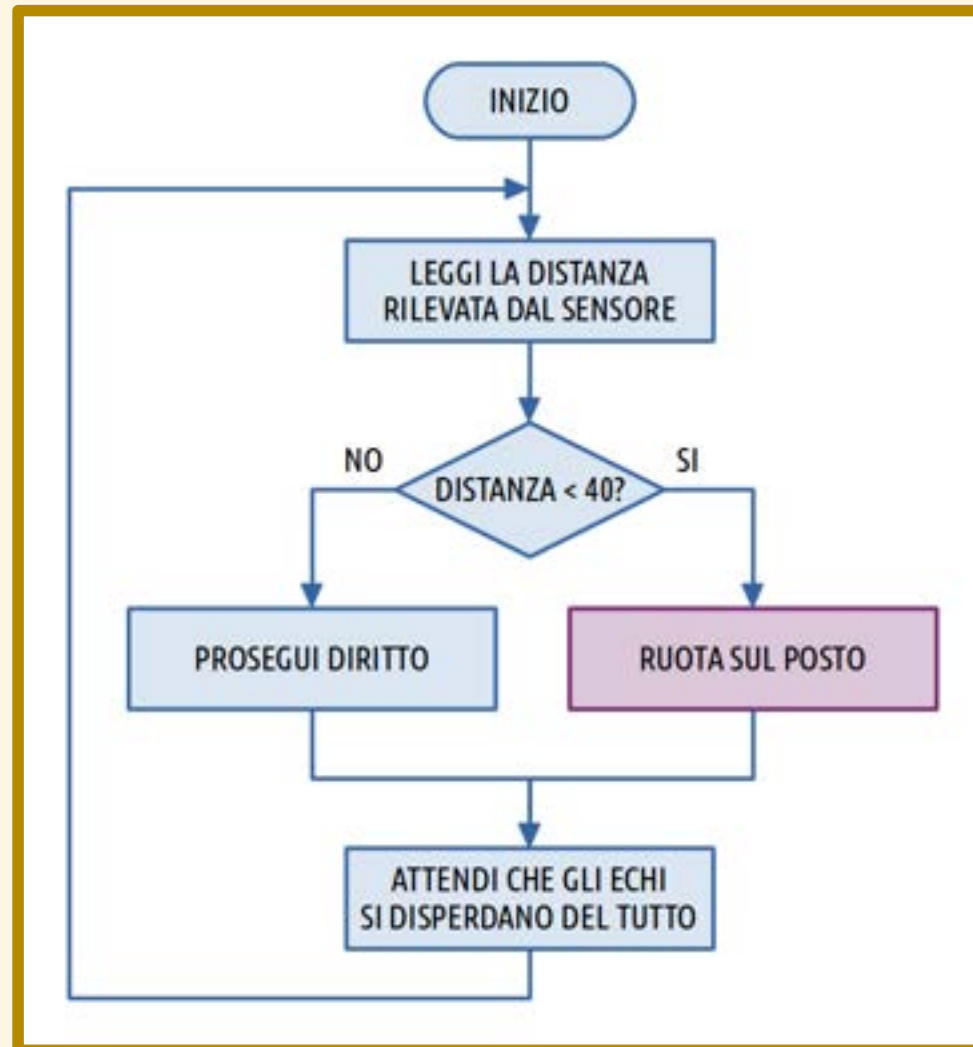 INIZIO
LEGGI LA DISTANZA
RILEVATA DAL SENSORE
NO
SI
DISTANZA < 40?
PROSEGUI DIRITTO
RUOTA SUL POSTO
ATTENDI CHE GLI ECHI
SI DISPERDANO DEL TUTTO